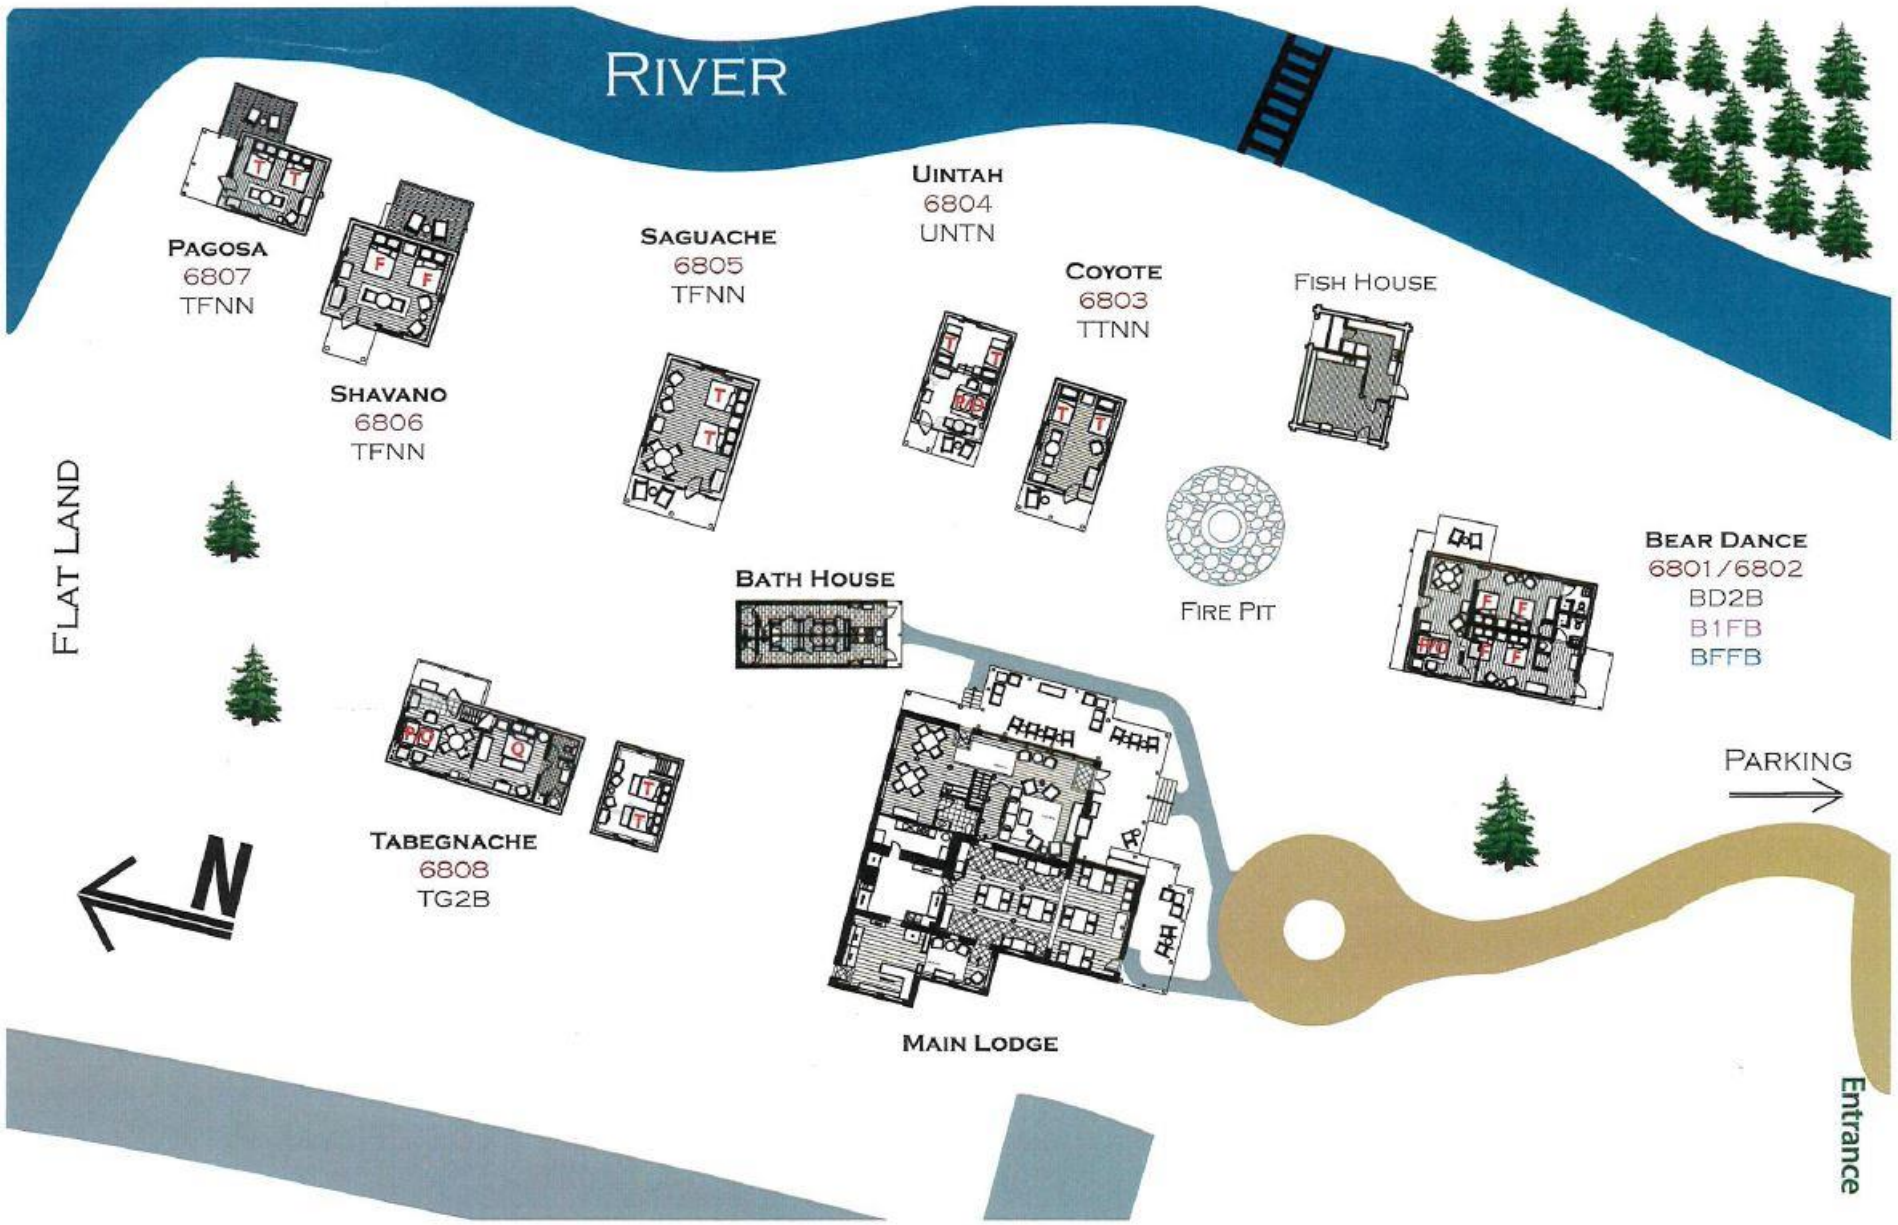 RIVER
PAGOSA
6807
TFNN
T
T
SHAVANO
6806
TFNN
F
F
SAGUACHE
6805
TFNN
T
T
UINTAH
6804
UNTN
T
T
P/O
COYOTE
6803
TTNN
T
T
FISH HOUSE
FIRE PIT
BATH HOUSE
BEAR DANCE
6801/6802
BD2B
B1FB
BFFB
F
F
P/O
F
F
FLAT LAND
P/O
Q
T
T
TABEGNACHE
6808
TG2B
N
MAIN LODGE
PARKING
Entrance